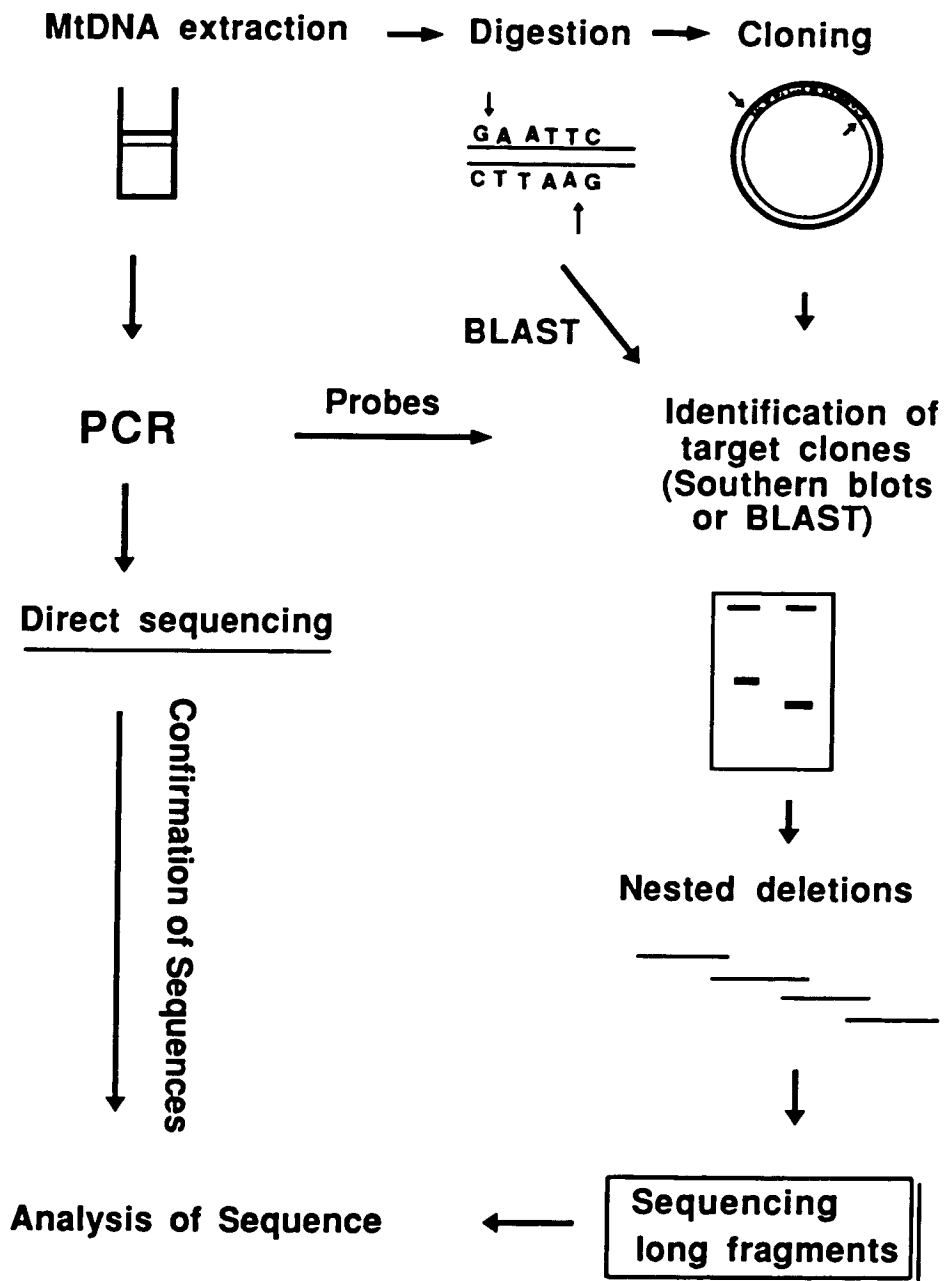 MtDNA extraction
Digestion
Cloning
GA ATTC
CTTAAG
BLAST
PCR
Probes
Identification of
target clones
(Southern blots
or BLAST)
Direct sequencing
Confirmation of Sequences
Nested deletions
Analysis of Sequence
Sequencing
long fragments